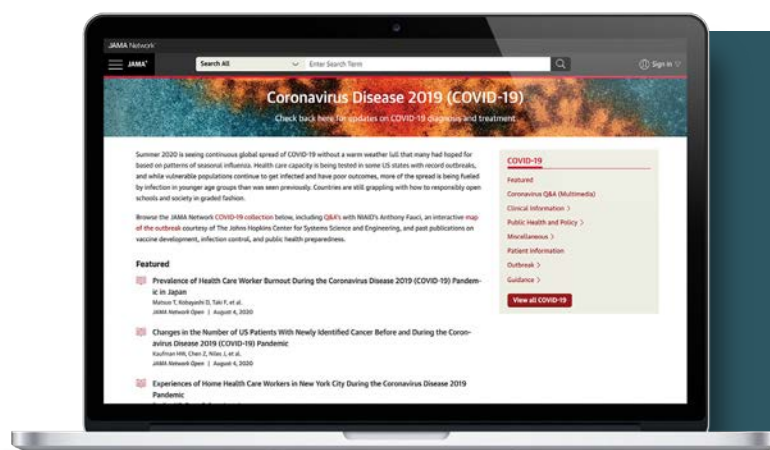 JAMA Network
JAMA
Search All
Enter Search Term
Sign in
Coronavirus Disease 2019 (COVID-19)
Check back here for updates on COVID-19 diagnosis and treatment
Summer 2020 is seeing continuous global spread of COVID-19 without a warm weather lull that many had hoped for
based on patterns of seasonal influenza. Health care capacity is being tested in some US states with record outbreaks,
and while vulnerable populations continue to get infected and have poor outcomes, more of the spread is being fueled
by infection in younger age groups than was seen previously. Countries are still grappling with how to responsibly open
schools and society in graded fashion.
Browse the JAMA Network COVID-19 collection below, including Q&A's with NIAID's Anthony Fauci, an interactive map
of the outbreak courtesy of The Johns Hopkins Center for Systems Science and Engineering, and past publications on
vaccine development, infection control, and public health preparedness.
Featured
Prevalence of Health Care Worker Burnout During the Coronavirus Disease 2019 (COVID-19) Pandem-
ic in Japan
Matsuo T, Kobayashi D, Taki F, et al.
JAMA Network Open | August 4, 2020
Changes in the Number of US Patients With Newly Identified Cancer Before and During the Coron-
avirus Disease 2019 (COVID-19) Pandemic
Kaufman HW, Chen Z, Niles J, et al.
JAMA Network Open | August 4, 2020
Experiences of Home Health Care Workers in New York City During the Coronavirus Disease 2019
Pandemic
COVID-19
Featured
Coronavirus Q&A (Multimedia)
Clinical Information >
Public Health and Policy >
Miscellaneous >
Patient Information
Outbreak >
Guidance >
View all COVID-19